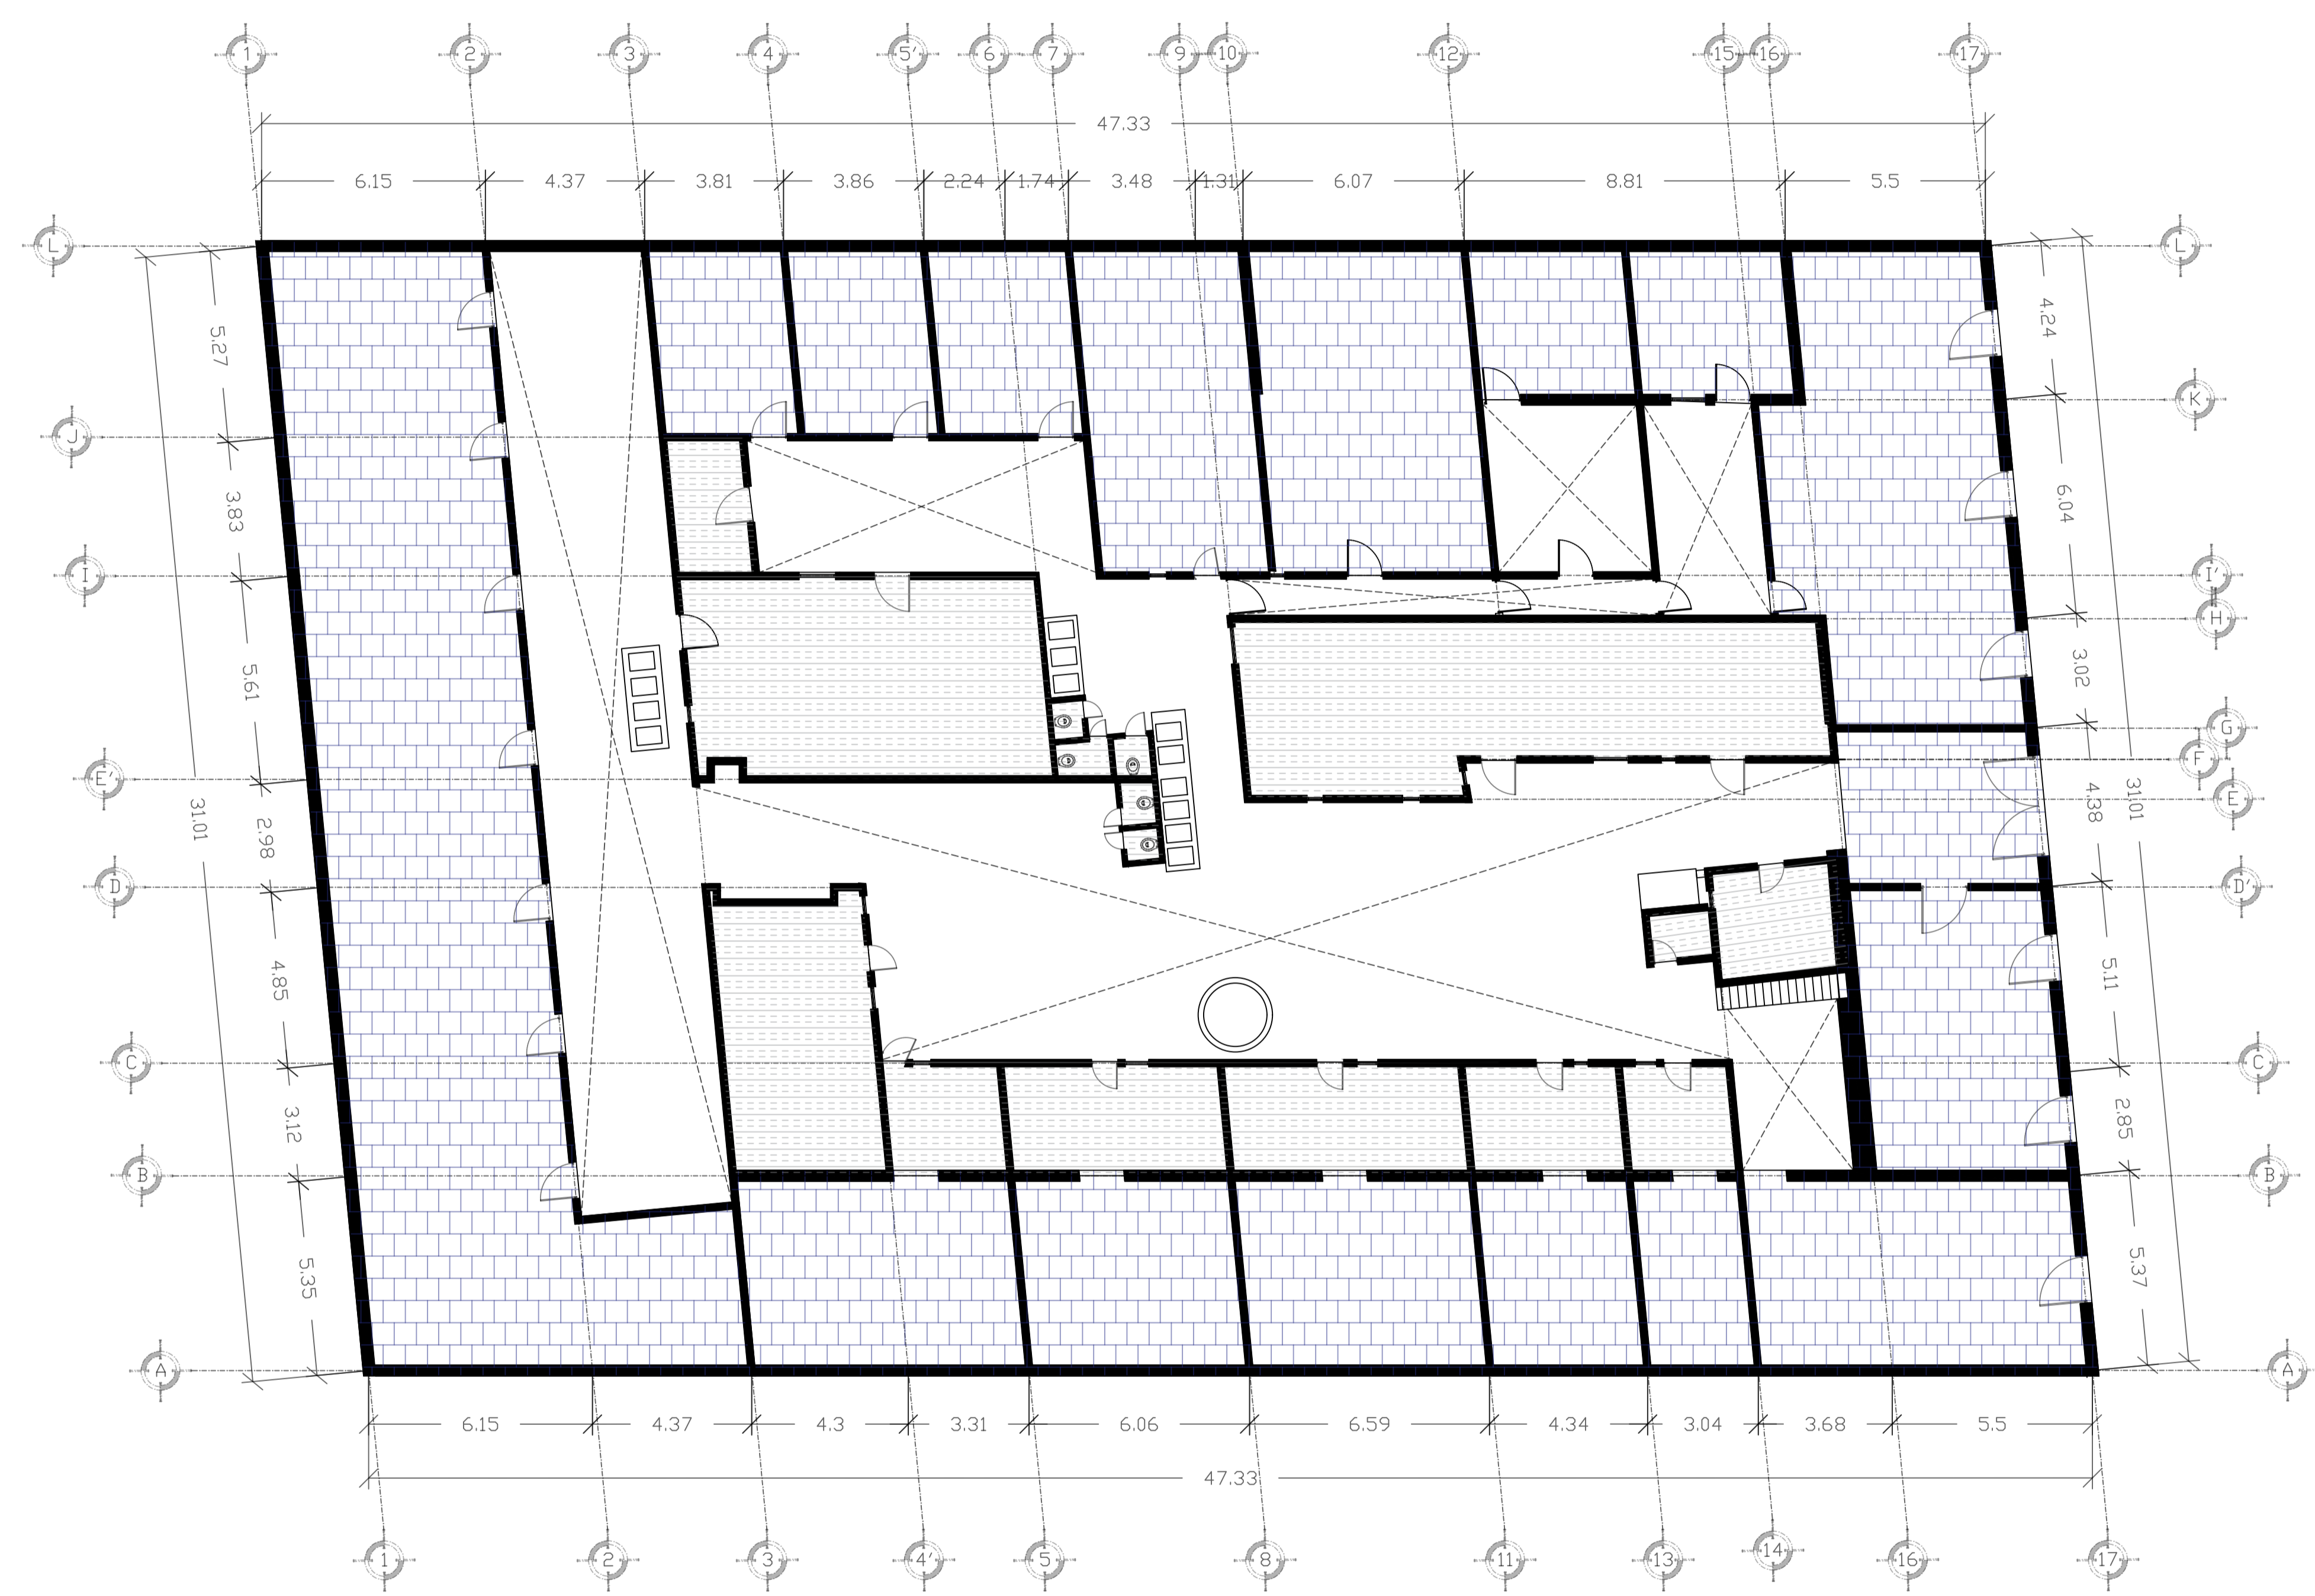 1 2 3 4 5' 6 7 9 10 12 15 16 17
47.33
6.15 4.37 3.81 3.86 2.24 1.74 3.48 1.31 6.07 8.81 5.5
L L
5.27 4.24
J K
3.83 6.04
I I'
H
5.61 3.02
G
E' F
31.01 4.38 31.01
E
2.98
D D'
4.85 5.11
C C
3.12 2.85
B B
5.35 5.37
A A
6.15 4.37 4.3 3.31 6.06 6.59 4.34 3.04 3.68 5.5
47.33
1 2 3 4' 5 8 11 13 14 16 17